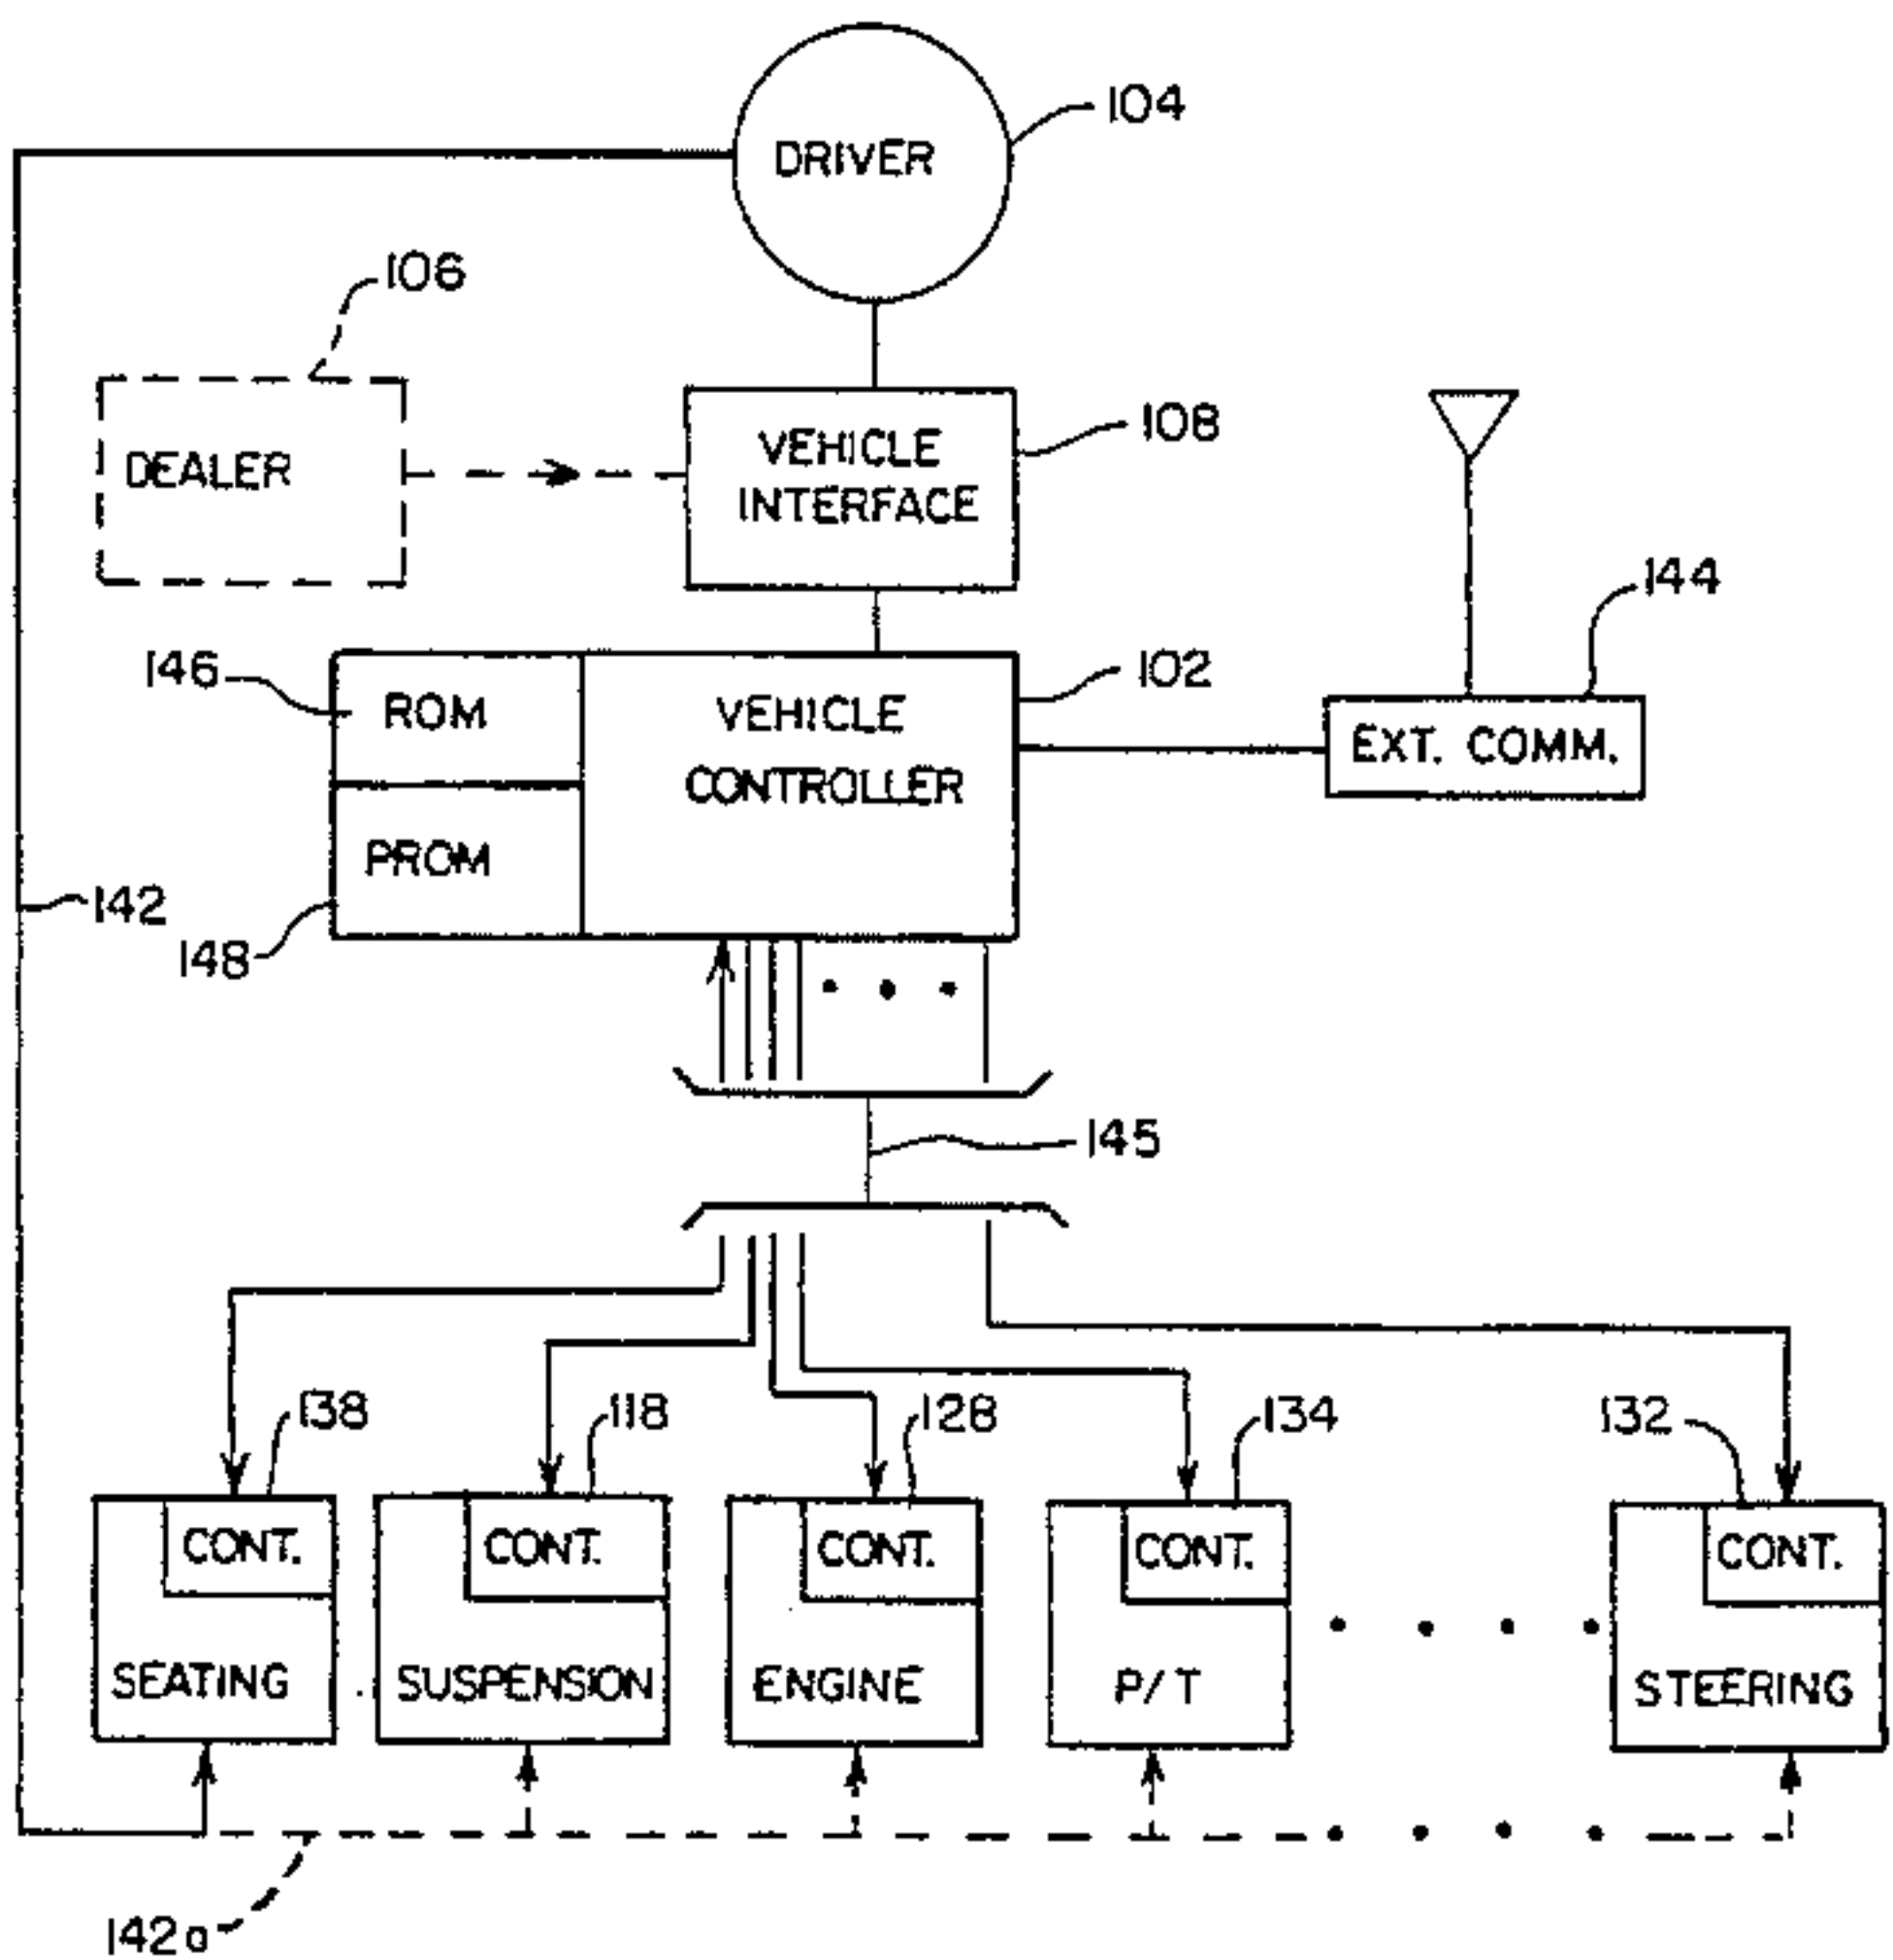 104
DRIVER
106
DEALER
VEHICLE
INTERFACE
108
144
146
ROM
VEHICLE
CONTROLLER
102
EXT. COMM.
PROM
142
148
145
138
118
128
134
132
CONT.
CONT.
CONT.
CONT.
CONT.
SEATING
SUSPENSION
ENGINE
P/T
STEERING
142a